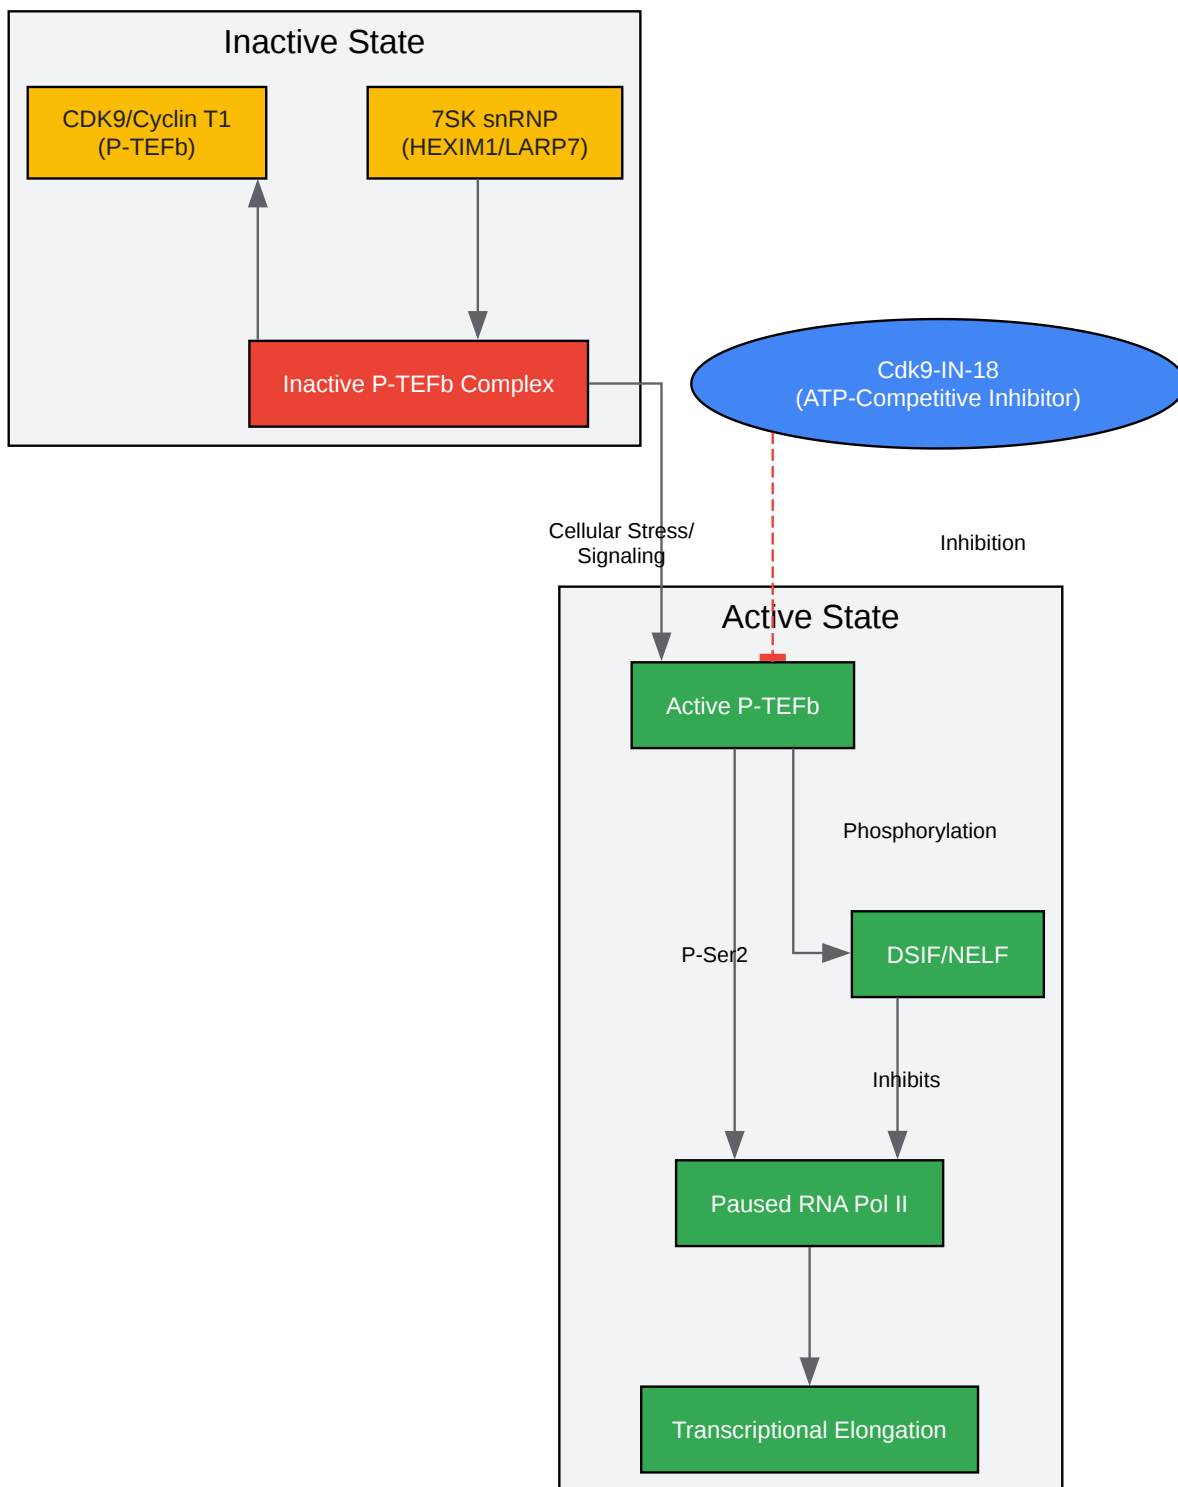 Inactive State
CDK9/Cyclin T1
(P-TEFb)
7SK snRNP
(HEXIM1/LARP7)
Inactive P-TEFb Complex
Cdk9-IN-18
(ATP-Competitive Inhibitor)
Cellular Stress/
Signaling
Inhibition
Active State
Active P-TEFb
Phosphorylation
P-Ser2
DSIF/NELF
Inhibits
Paused RNA Pol II
Transcriptional Elongation